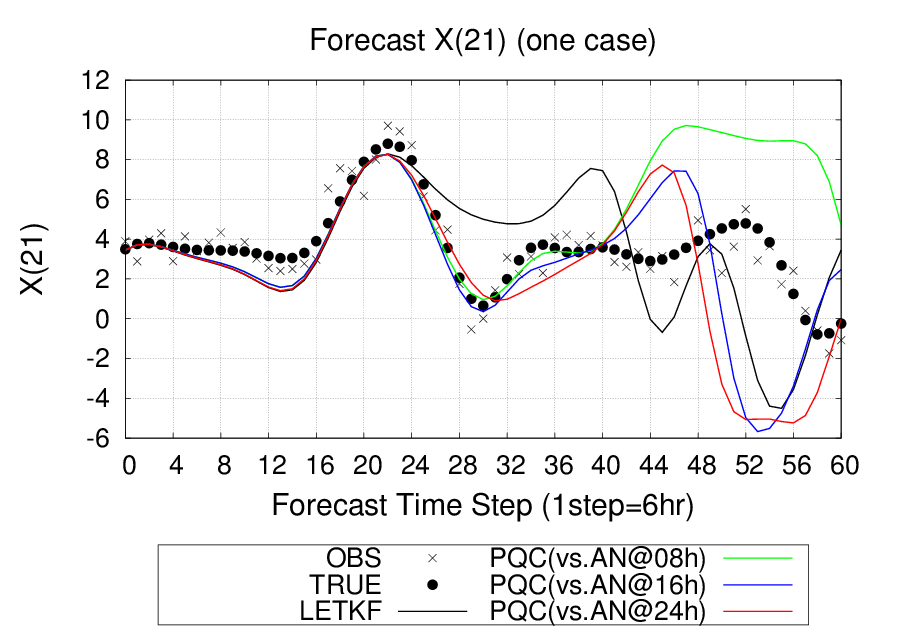 Forecast X(21) (one case)
12
10
8
6
4
2
0
-2
-4
-6
X(21)
0 4 8 12 16 20 24 28 32 36 40 44 48 52 56 60
Forecast Time Step (1step=6hr)
OBS PQC(vs.AN@08h)
TRUE PQC(vs.AN@16h)
LETKF PQC(vs.AN@24h)